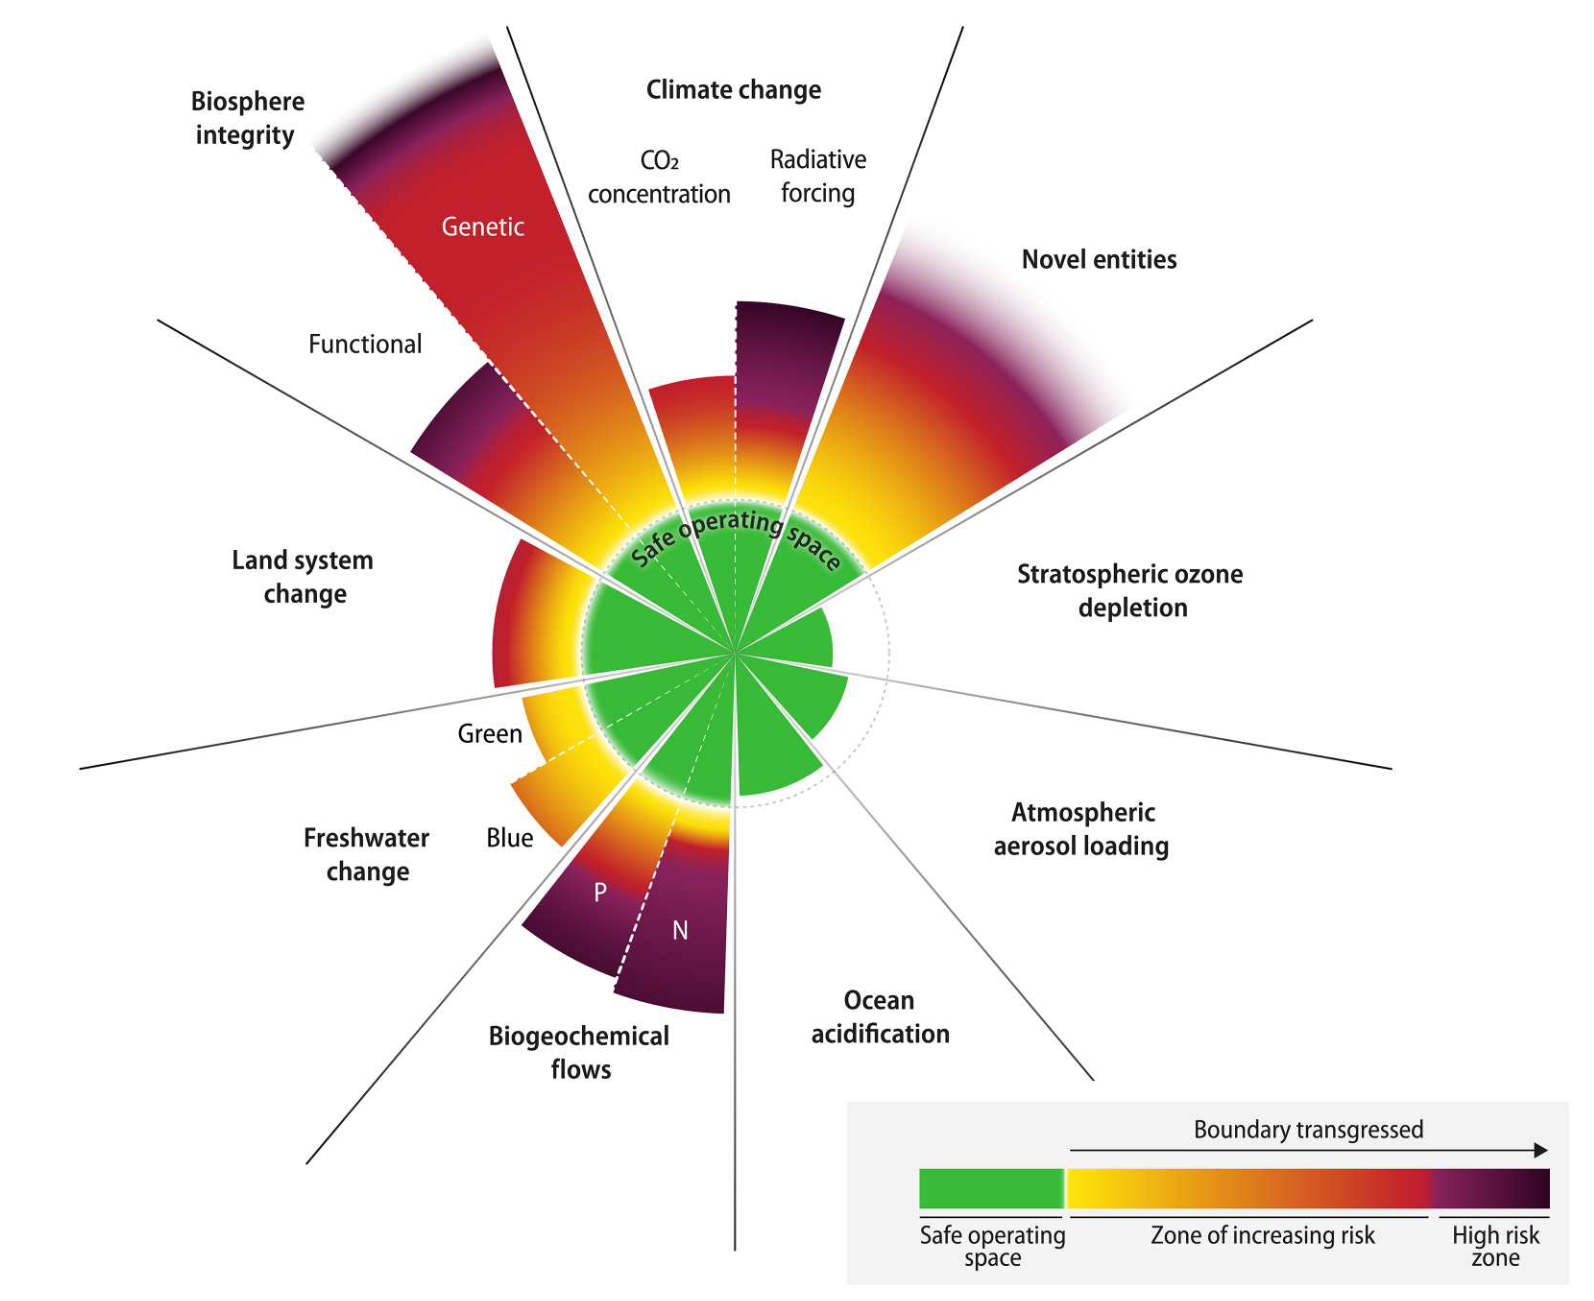 Biosphere
integrity
Climate change
CO₂
concentration
Radiative
forcing
Genetic
Novel entities
Functional
Safe operating space
Land system
change
Stratospheric ozone
depletion
Green
Freshwater
change
Blue
Atmospheric
aerosol loading
P
N
Biogeochemical
flows
Ocean
acidification
Boundary transgressed
Safe operating
space
Zone of increasing risk
High risk
zone